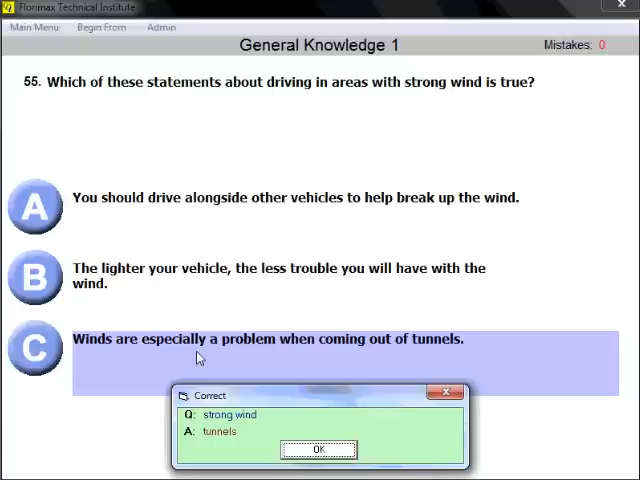 Flonmax Technical Institute
Main Menu Begin From Admin
General Knowledge 1 Mistakes: 0
55. Which of these statements about driving in areas with strong wind is true?
A You should drive alongside other vehicles to help break up the wind.
B The lighter your vehicle, the less trouble you will have with the
wind.
C Winds are especially a problem when coming out of tunnels.
Correct
Q: strong wind
A: tunnels
OK